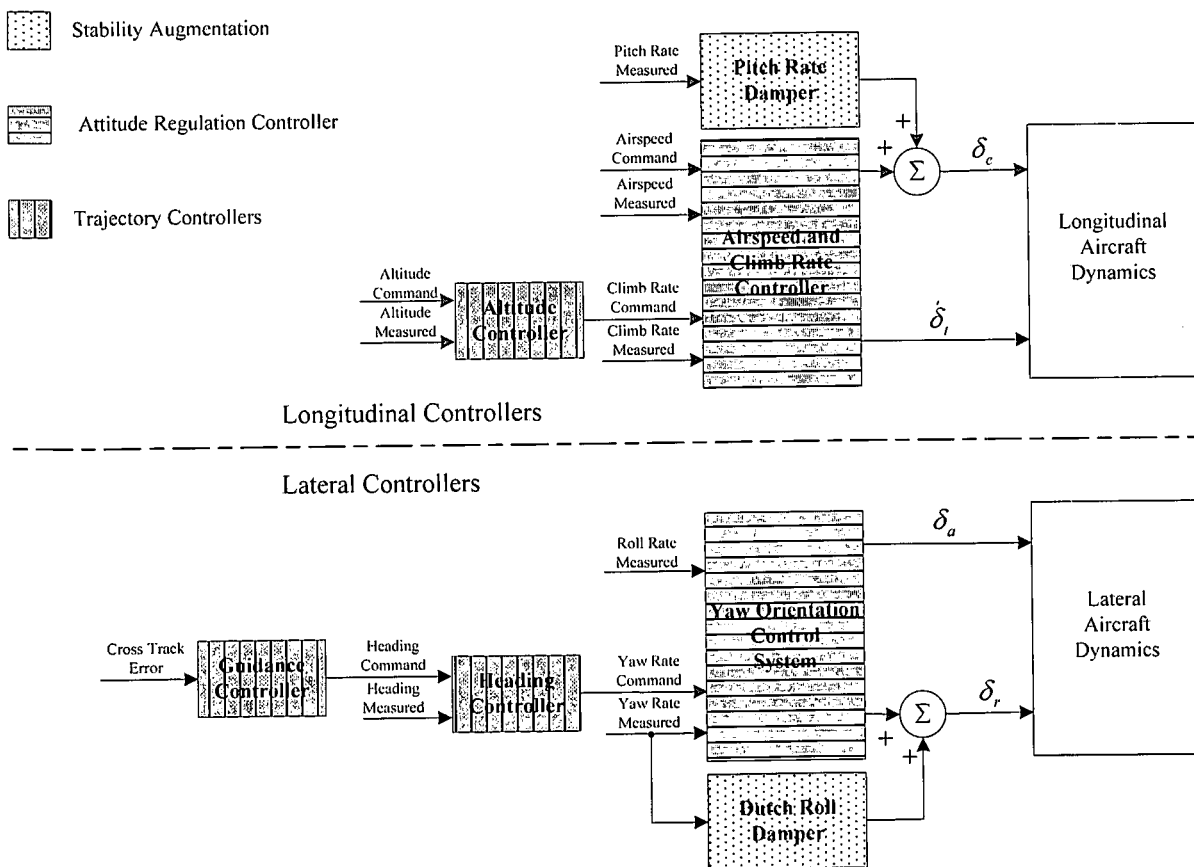 Stability Augmentation
Attitude Regulation Controller
Trajectory Controllers
Pitch Rate
Measured
Pitch Rate
Damper
+
+
Σ
δe
Airspeed
Command
Airspeed
Measured
Airspeed and
Climb Rate
Controller
Longitudinal
Aircraft
Dynamics
Altitude
Command
Altitude
Measured
Altitude
Controller
Climb Rate
Command
Climb Rate
Measured
δt
Longitudinal Controllers
Lateral Controllers
Roll Rate
Measured
δa
Yaw Orientation
Control
System
Lateral
Aircraft
Dynamics
Cross Track
Error
Guidance
Controller
Heading
Command
Heading
Measured
Heading
Controller
Yaw Rate
Command
Yaw Rate
Measured
Σ
δr
+
+
Dutch Roll
Damper